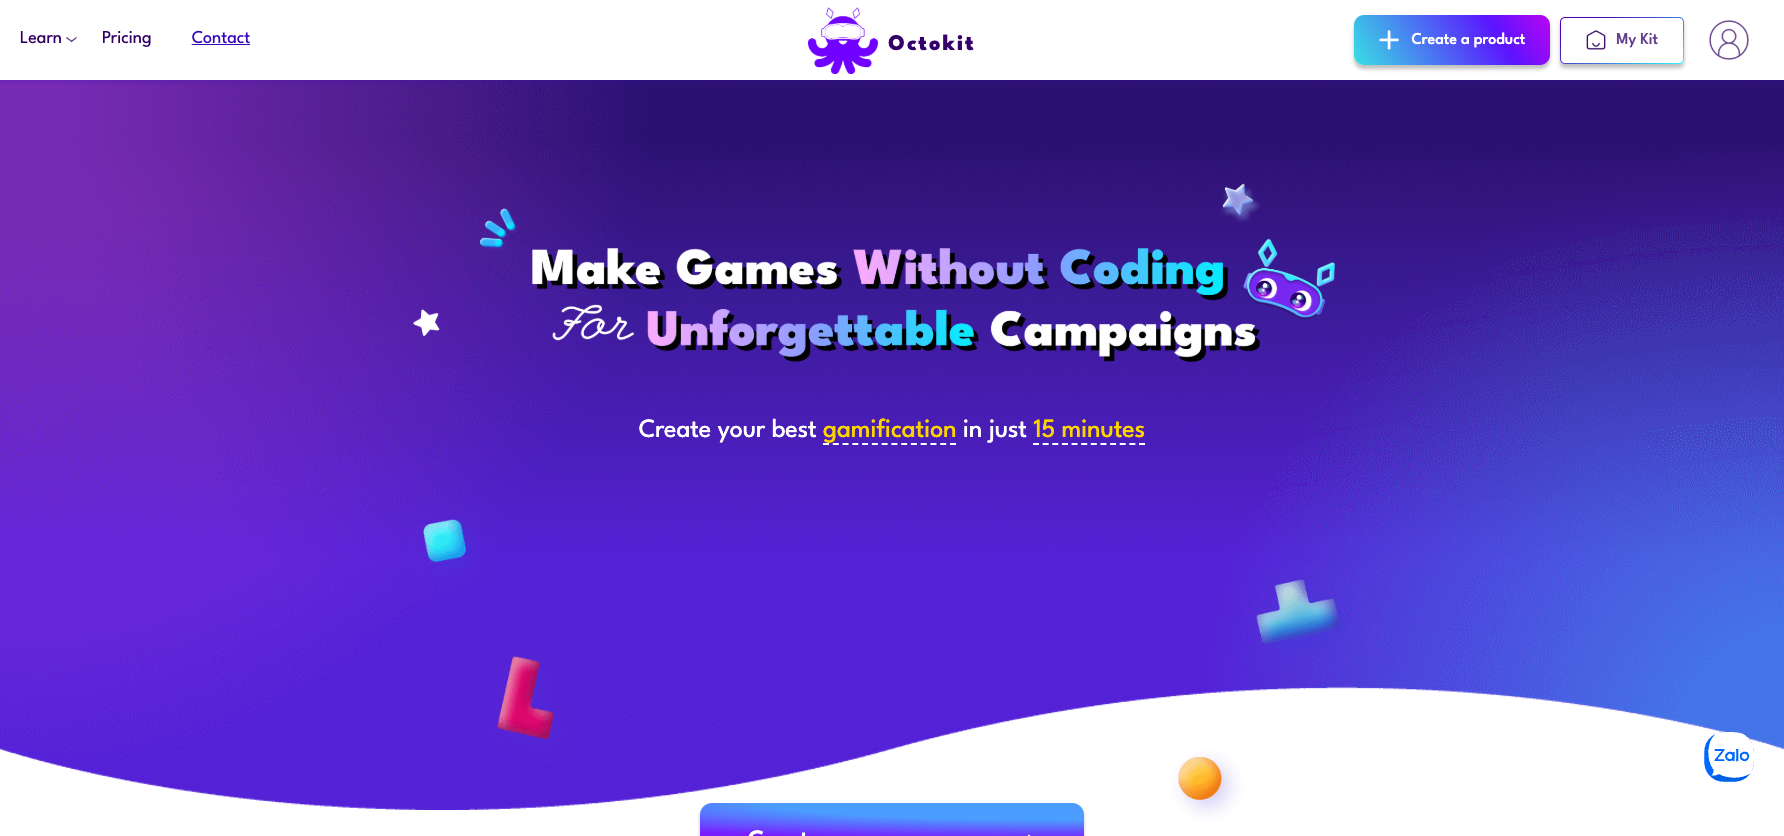 Learn
Pricing
Contact
Octokit
Create a product
My Kit
Make Games Without Coding
For Unforgettable Campaigns
Create your best gamification in just 15 minutes
Zalo